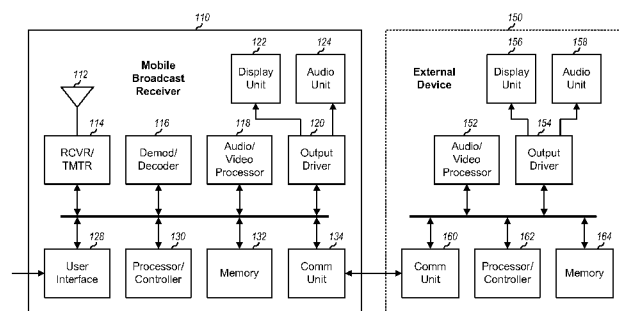 110
150
112
Mobile
Broadcast
Receiver
122
Display
Unit
124
Audio Unit
External
Device
156
Display
Unit
158
Audio
Unit
114
RCVR/
TMTR
116
Demod/
Decoder
118
Audio/
Video
Processor
120
Output
Driver
152
Audio/
Video
Processor
154
Output
Driver
128
User
Interface
130
Processor/
Controller
132
Memory
134
Comm
Unit
160
Comm
Unit
162
Processor/
Controller
164
Memory